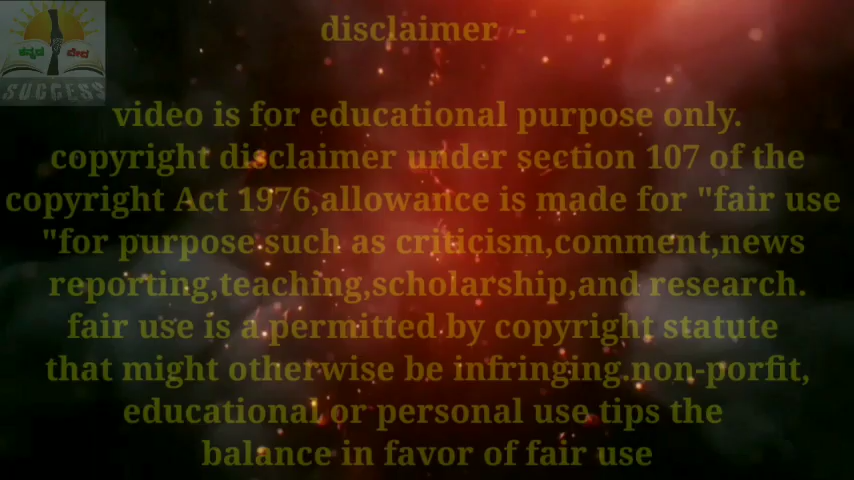 disclaimer -
ಕನ್ನಡ ವೇದ
SUCCESS
video is for educational purpose only.
copyright disclaimer under section 107 of the
copyright Act 1976,allowance is made for "fair use
"for purpose such as criticism,comment,news
reporting,teaching,scholarship,and research.
fair use is a permitted by copyright statute
that might otherwise be infringing.non-porfit,
educational or personal use tips the
balance in favor of fair use